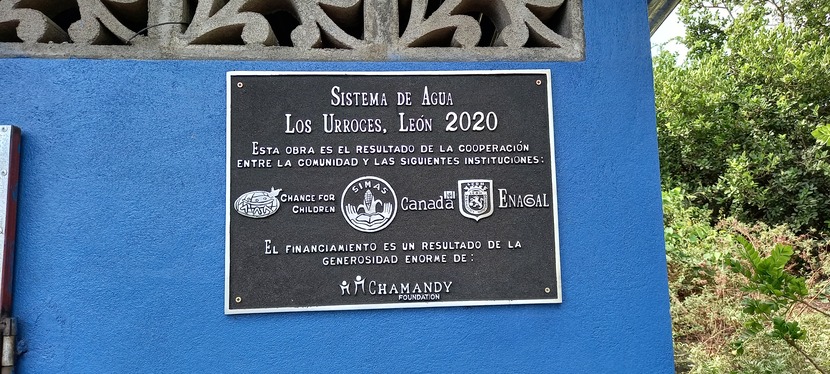 SISTEMA DE AGUA
LOS URROCES, LEÓN 2020
ESTA OBRA ES EL RESULTADO DE LA COOPERACIÓN
ENTRE LA COMUNIDAD Y LAS SIGUIENTES INSTITUCIONES:
CHANCE FOR
CHILDREN
SIMAS
Canada
ENACAL
EL FINANCIAMIENTO ES UN RESULTADO DE LA
GENEROSIDAD ENORME DE:
CHAMANDY
FOUNDATION